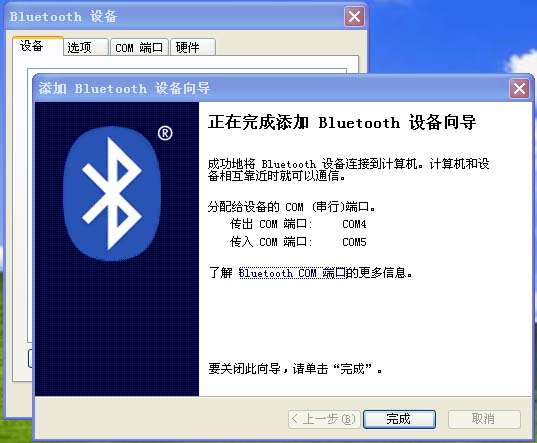 Bluetooth 设备
设备 选项 COM 端口 硬件
添加 Bluetooth 设备向导
®
正在完成添加 Bluetooth 设备向导
成功地将 Bluetooth 设备连接到计算机。计算机和设
备相互靠近时就可以通信。
分配给设备的 COM (串行)端口。
传出 COM 端口: COM4
传入 COM 端口: COM5
了解 Bluetooth COM 端口的更多信息。
要关闭此向导，请单击“完成”。
< 上一步(B) 完成 取消